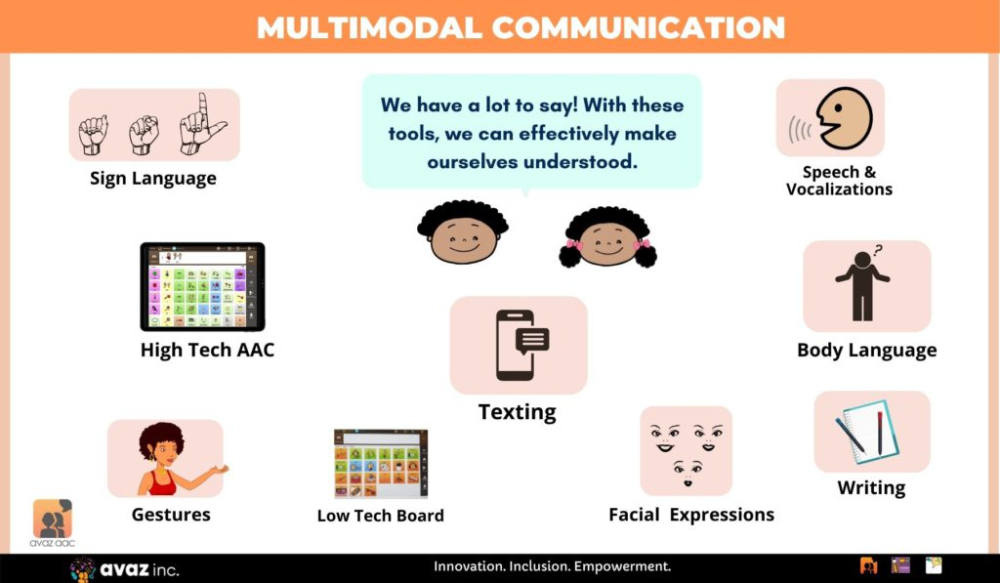 MULTIMODAL COMMUNICATION
We have a lot to say! With these
tools, we can effectively make
ourselves understood.
Sign Language
Speech &
Vocalizations
High Tech AAC
?
Body Language
Texting
Gestures
Low Tech Board
Facial Expressions
Writing
avaz aac
avaz inc.
Innovation. Inclusion. Empowerment.